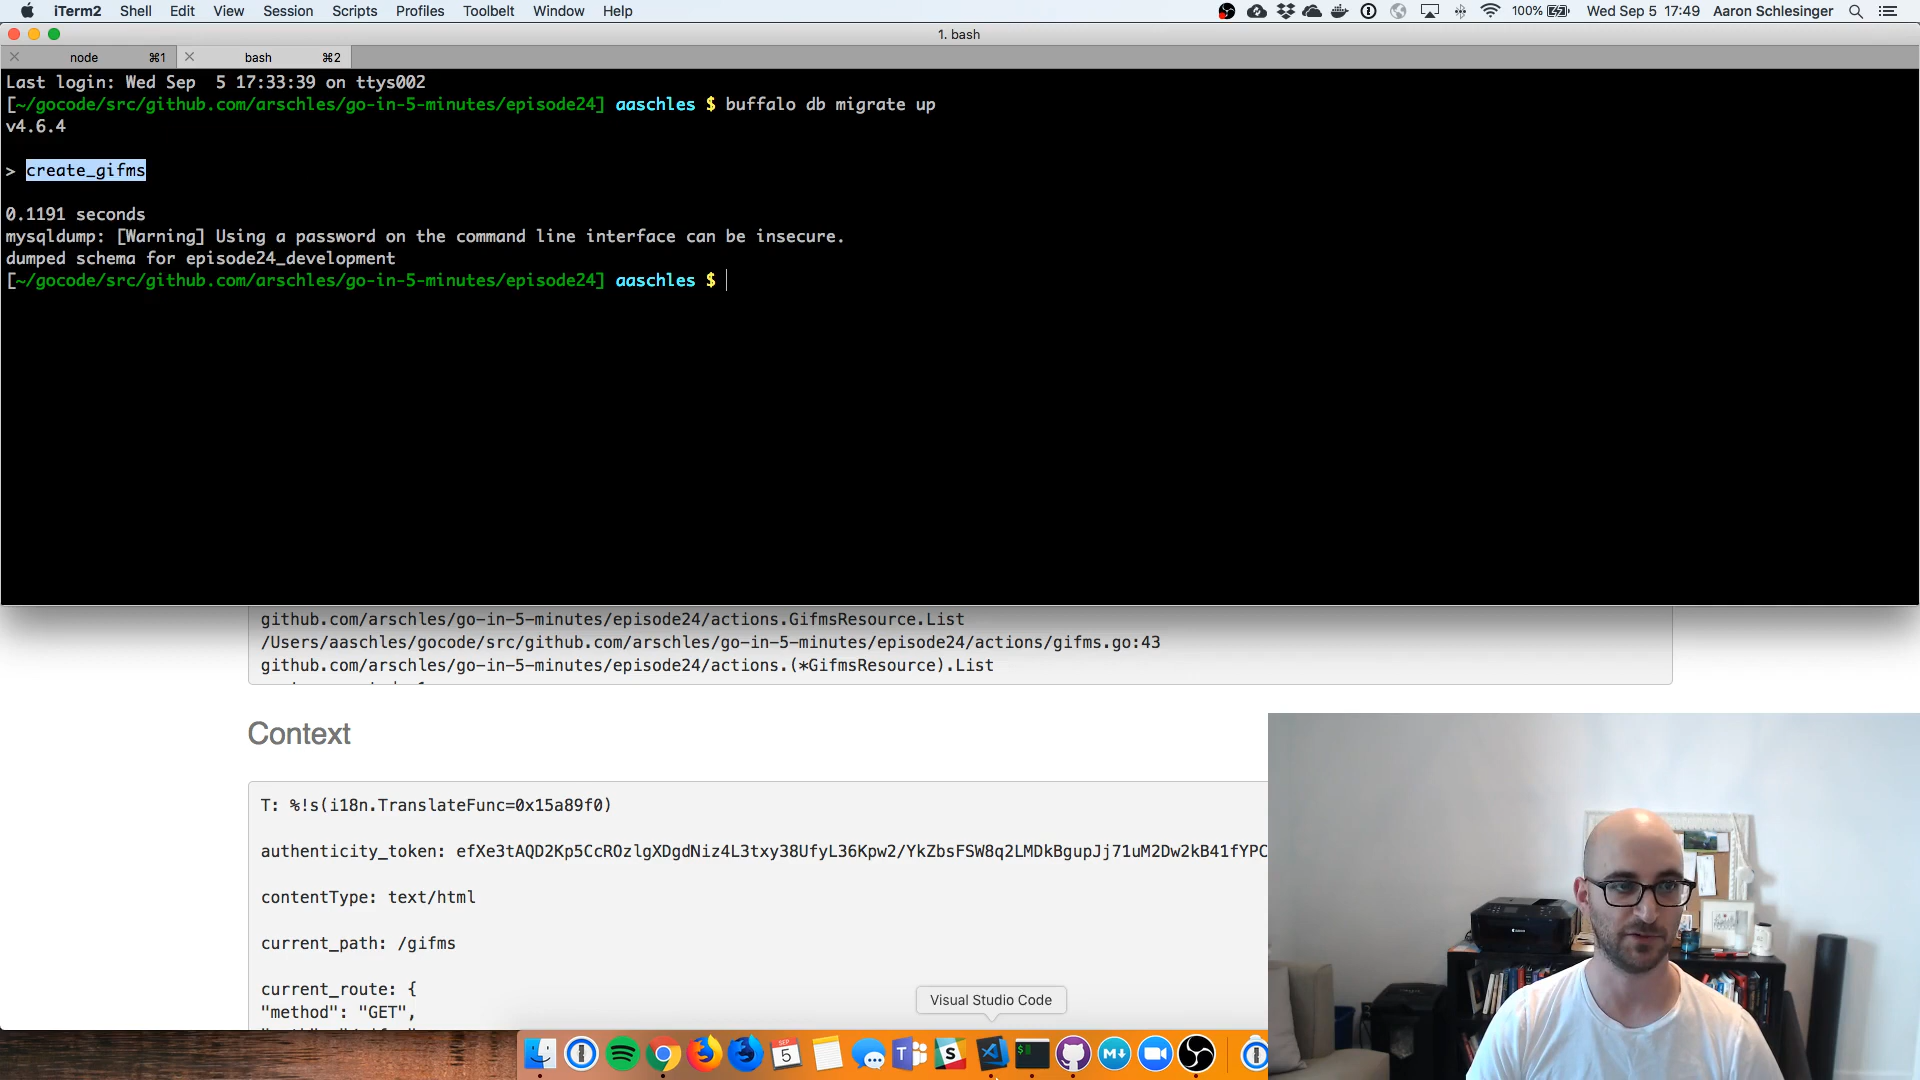 iTerm2 Shell Edit View Session Scripts Profiles Toolbelt Window Help 100% Wed Sep 5 17:49 Aaron Schlesinger
1. bash
node ⌘1 bash ⌘2
Last login: Wed Sep  5 17:33:39 on ttys002
[~/gocode/src/github.com/arschles/go-in-5-minutes/episode24] aaschles $ buffalo db migrate up
v4.6.4
> create_gifms
0.1191 seconds
mysqldump: [Warning] Using a password on the command line interface can be insecure.
dumped schema for episode24_development
[~/gocode/src/github.com/arschles/go-in-5-minutes/episode24] aaschles $
github.com/arschles/go-in-5-minutes/episode24/actions.GifmsResource.List
/Users/aaschles/gocode/src/github.com/arschles/go-in-5-minutes/episode24/actions/gifms.go:43
github.com/arschles/go-in-5-minutes/episode24/actions.(*GifmsResource).List
Context
T: %!s(i18n.TranslateFunc=0x15a89f0)
authenticity_token: efXe3tAQD2Kp5CcROzlgXDgdNiz4L3txy38UfyL36Kpw2/YkZbsFSW8q2LMDkBgupJj71uM2Dw2kB41fYPC
contentType: text/html
current_path: /gifms
current_route: {
"method": "GET",
Visual Studio Code
SEP
5